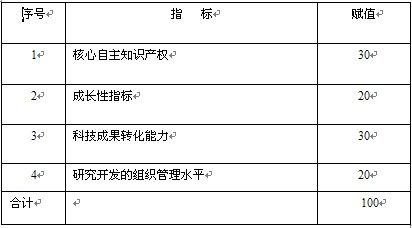 序号 指 标 赋值
1 核心自主知识产权 30
2 成长性指标 20
3 科技成果转化能力 30
4 研究开发的组织管理水平 20
合计 100